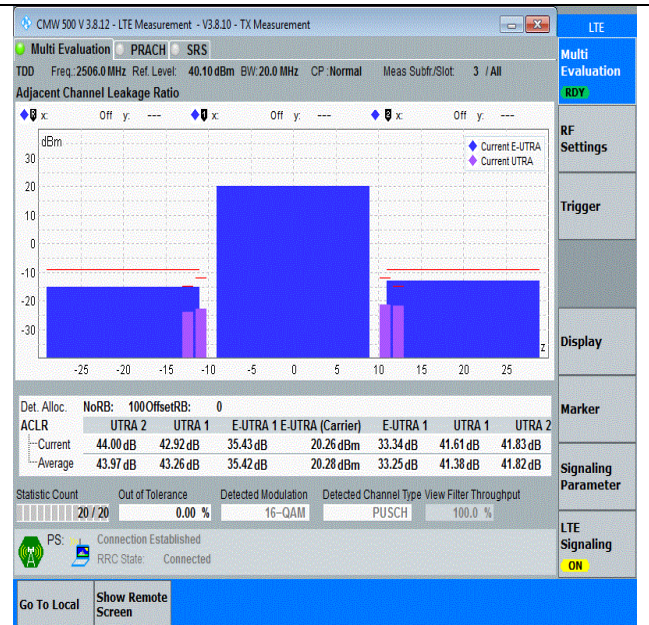 CMW 500 V 3.8.12 - LTE Measurement - V3.8.10 - TX Measurement
LTE
Multi Evaluation PRACH SRS
TDD Freq.:2506.0 MHz Ref. Level: 40.10 dBm BW:20.0 MHz CP :Normal Meas Subfr./Slot: 3 / All
Adjacent Channel Leakage Ratio
Multi
Evaluation
RDY
x: Off y: --- x: Off y: --- x: Off y: ---
dBm
Current E-UTRA
Current UTRA
30
20
10
0
-10
-20
-30
z
-25 -20 -15 -10 -5 0 5 10 15 20 25
RF
Settings
Trigger
Display
Marker
Signaling
Parameter
LTE
Signaling
ON
Det. Alloc. NoRB: 100 OffsetRB: 0
ACLR UTRA 2 UTRA 1 E-UTRA 1 E-UTRA (Carrier) E-UTRA 1 UTRA 1 UTRA 2
Current 44.00 dB 42.92 dB 35.43 dB 20.26 dBm 33.34 dB 41.61 dB 41.83 dB
Average 43.97 dB 43.26 dB 35.42 dB 20.28 dBm 33.25 dB 41.38 dB 41.82 dB
Statistic Count Out of Tolerance Detected Modulation Detected Channel Type View Filter Throughput
20 / 20 0.00 % 16-QAM PUSCH 100.0 %
PS: Connection Established
RRC State: Connected
Go To Local
Show Remote
Screen